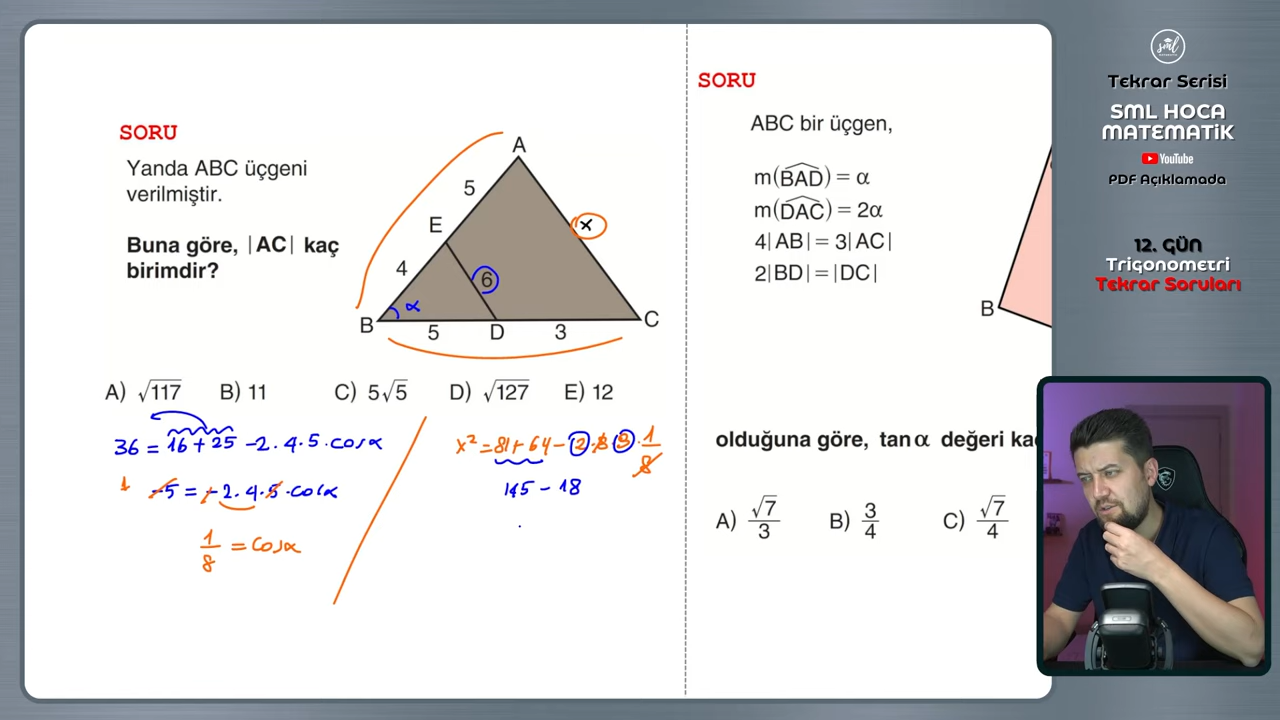 SORU
Yanda ABC üçgeni
verilmiştir.
Buna göre, |AC| kaç
birimdir?
A
5
E
x
4
6
α
B
5
D
3
C
A) √117 B) 11 C) 5√5 D) √127 E) 12
36 = 16 + 25 - 2 . 4 . 5 . cosα
1 -5 = -2 . 4 . 5 . cosα
1/8 = cosα
x² = 81 + 64 - 2 . 8 . 9 . 1/8
145 - 18
SORU
ABC bir üçgen,
m(BAD) = α
m(DAC) = 2α
4|AB| = 3|AC|
2|BD| = |DC|
B
olduğuna göre, tanα değeri
A) √7/3 B) 3/4 C) √7/4
sml
Tekrar Serisi
SML HOCA
MATEMATİK
YouTube
PDF Açıklamada
12. GÜN
Trigonometri
Tekrar Soruları